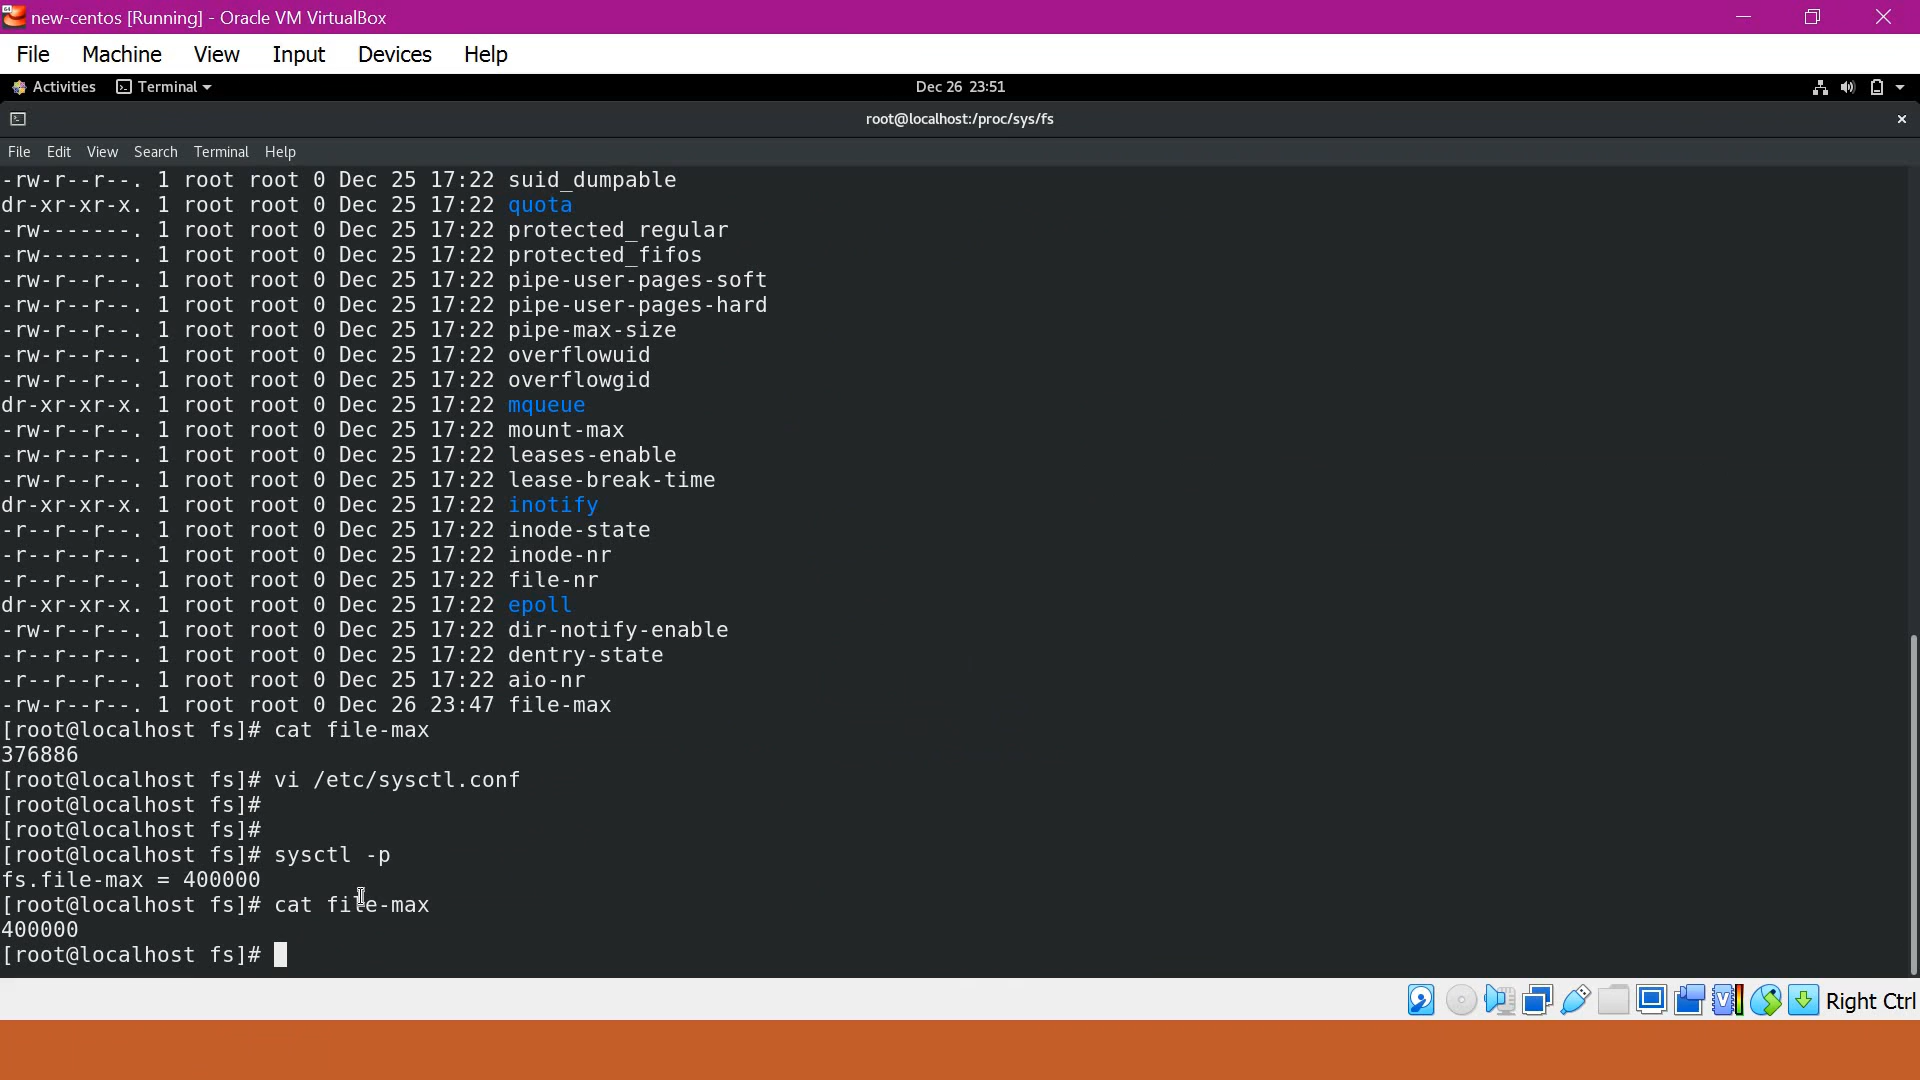 new-centos [Running] - Oracle VM VirtualBox
File Machine View Input Devices Help
Activities Terminal Dec 26 23:51
root@localhost:/proc/sys/fs
File Edit View Search Terminal Help
-rw-r--r--. 1 root root 0 Dec 25 17:22 suid_dumpable
dr-xr-xr-x. 1 root root 0 Dec 25 17:22 quota
-rw-------. 1 root root 0 Dec 25 17:22 protected_regular
-rw-------. 1 root root 0 Dec 25 17:22 protected_fifos
-rw-r--r--. 1 root root 0 Dec 25 17:22 pipe-user-pages-soft
-rw-r--r--. 1 root root 0 Dec 25 17:22 pipe-user-pages-hard
-rw-r--r--. 1 root root 0 Dec 25 17:22 pipe-max-size
-rw-r--r--. 1 root root 0 Dec 25 17:22 overflowuid
-rw-r--r--. 1 root root 0 Dec 25 17:22 overflowgid
dr-xr-xr-x. 1 root root 0 Dec 25 17:22 mqueue
-rw-r--r--. 1 root root 0 Dec 25 17:22 mount-max
-rw-r--r--. 1 root root 0 Dec 25 17:22 leases-enable
-rw-r--r--. 1 root root 0 Dec 25 17:22 lease-break-time
dr-xr-xr-x. 1 root root 0 Dec 25 17:22 inotify
-r--r--r--. 1 root root 0 Dec 25 17:22 inode-state
-r--r--r--. 1 root root 0 Dec 25 17:22 inode-nr
-r--r--r--. 1 root root 0 Dec 25 17:22 file-nr
dr-xr-xr-x. 1 root root 0 Dec 25 17:22 epoll
-rw-r--r--. 1 root root 0 Dec 25 17:22 dir-notify-enable
-r--r--r--. 1 root root 0 Dec 25 17:22 dentry-state
-r--r--r--. 1 root root 0 Dec 25 17:22 aio-nr
-rw-r--r--. 1 root root 0 Dec 26 23:47 file-max
[root@localhost fs]# cat file-max
376886
[root@localhost fs]# vi /etc/sysctl.conf
[root@localhost fs]#
[root@localhost fs]#
[root@localhost fs]# sysctl -p
fs.file-max = 400000
[root@localhost fs]# cat file-max
400000
[root@localhost fs]#
Right Ctrl